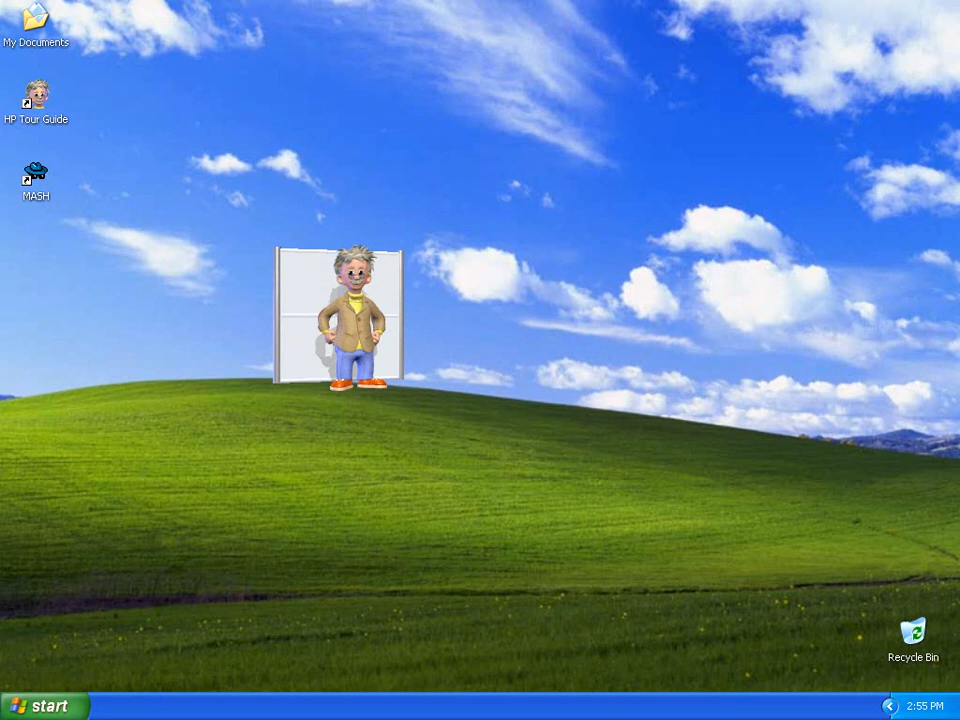 My Documents
HP Tour Guide
MASH
Recycle Bin
start
2:55 PM